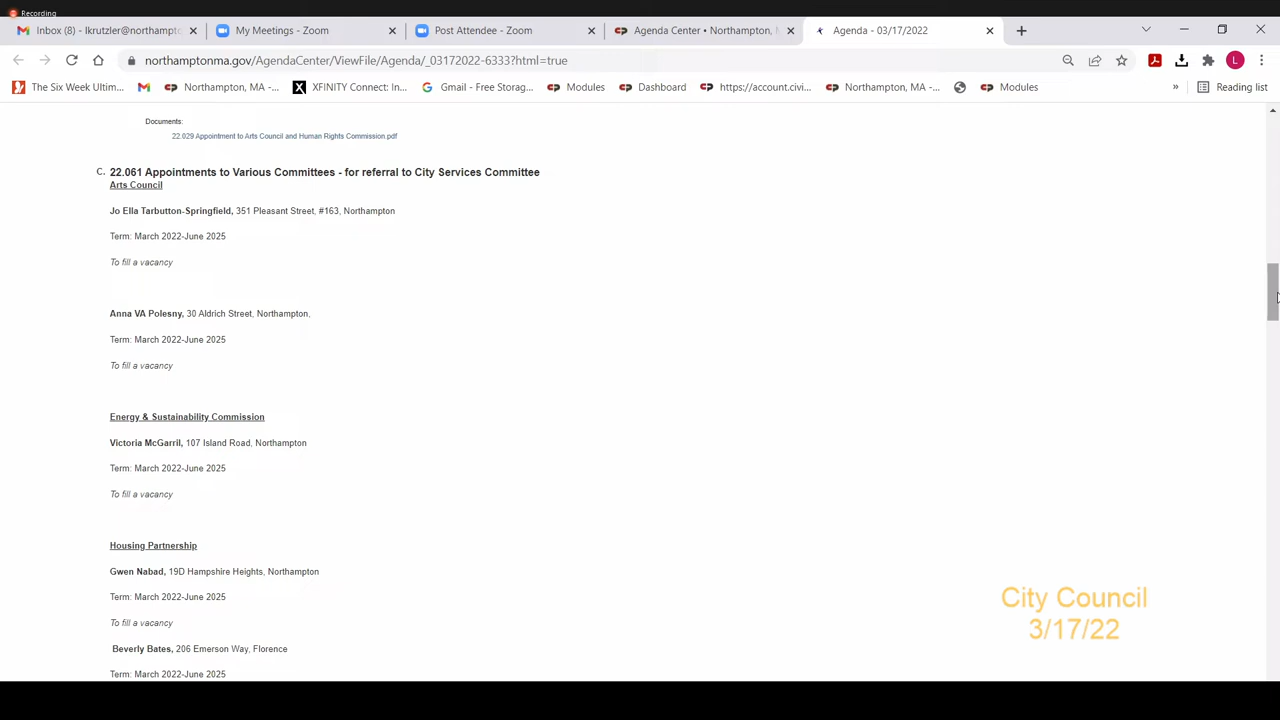 Recording
Inbox (8) - lkrutzler@northampto
My Meetings - Zoom
Post Attendee - Zoom
Agenda Center • Northampton, M
Agenda - 03/17/2022
northamptonma.gov/AgendaCenter/ViewFile/Agenda/_03172022-6333?html=true
L
The Six Week Ultim...
Northampton, MA -...
XFINITY Connect: In...
Gmail - Free Storag...
Modules
Dashboard
https://account.civi...
Northampton, MA -...
Modules
»
Reading list
Documents:
22.029 Appointment to Arts Council and Human Rights Commission.pdf
C. 22.061 Appointments to Various Committees - for referral to City Services Committee
Arts Council
Jo Ella Tarbutton-Springfield, 351 Pleasant Street, #163, Northampton
Term: March 2022-June 2025
To fill a vacancy
Anna VA Polesny, 30 Aldrich Street, Northampton,
Term: March 2022-June 2025
To fill a vacancy
Energy & Sustainability Commission
Victoria McGarril, 107 Island Road, Northampton
Term: March 2022-June 2025
To fill a vacancy
Housing Partnership
Gwen Nabad, 19D Hampshire Heights, Northampton
Term: March 2022-June 2025
To fill a vacancy
Beverly Bates, 206 Emerson Way, Florence
Term: March 2022-June 2025
City Council
3/17/22